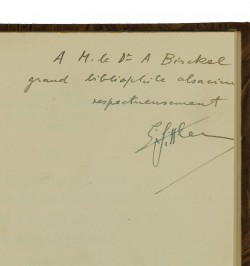 A M. le Dr A Birckel
grand bibliophile alsacien
respectueusement